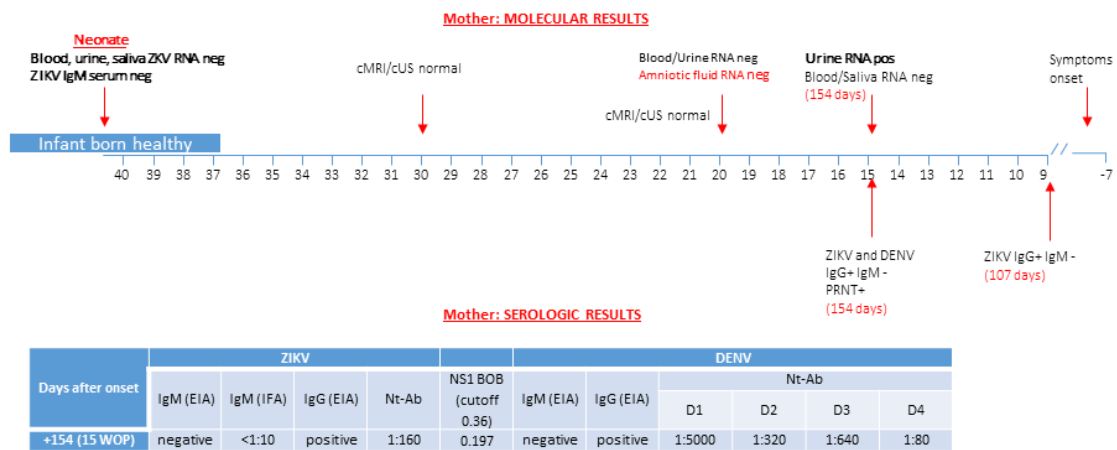 Mother: MOLECULAR RESULTS
Neonate
Blood, urine, saliva ZKV RNA neg
ZIKV IgM serum neg
cMRI/cUS normal
Blood/Urine RNA neg
Amniotic fluid RNA neg
cMRI/cUS normal
Urine RNA pos
Blood/Saliva RNA neg
(154 days)
Symptoms
onset
Infant born healthy
40 39 38 37 36 35 34 33 32 31 30 29 28 27 26 25 24 23 22 21 20 19 18 17 16 15 14 13 12 11 10 9 -7
ZIKV and DENV
IgG+ IgM -
PRNT+
(154 days)
ZIKV IgG+ IgM -
(107 days)
Mother: SEROLOGIC RESULTS
Days after onset ZIKV DENV
IgM (EIA) IgM (IFA) IgG (EIA) Nt-Ab NS1 BOB (cutoff 0.36) IgM (EIA) IgG (EIA) Nt-Ab
D1 D2 D3 D4
+154 (15 WOP) negative <1:10 positive 1:160 0.197 negative positive 1:5000 1:320 1:640 1:80